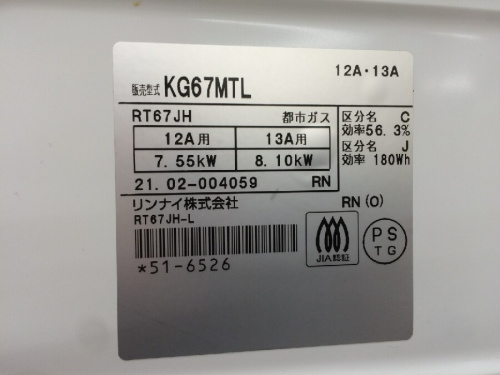 12A・13A
販売型式 KG67MTL
RT67JH 都市ガス
12A用 13A用
7.55kW 8.10kW
区分名 C
効率56.3%
区分名 J
効率 180Wh
21.02-004059 RN
リンナイ株式会社 RN(O)
RT67JH-L
*51-6526
JIA認証
PS
TG